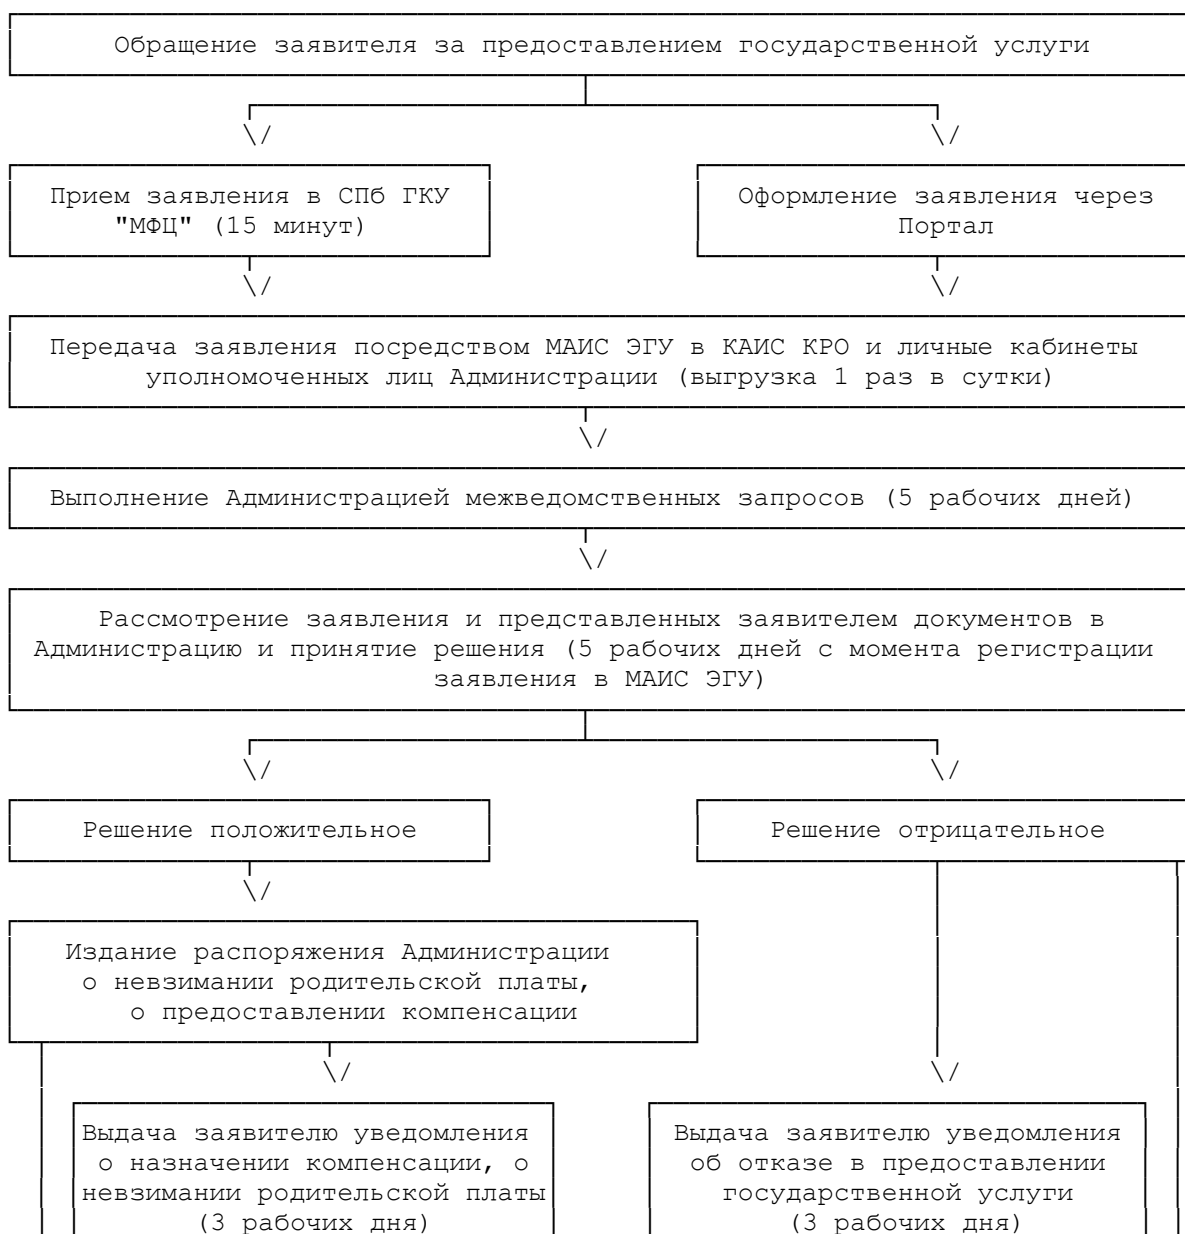 Обращение заявителя за предоставлением государственной услуги
Прием заявления в СПб ГКУ
"МФЦ" (15 минут)
Оформление заявления через
Портал
Передача заявления посредством МАИС ЭГУ в КАИС КРО и личные кабинеты
уполномоченных лиц Администрации (выгрузка 1 раз в сутки)
Выполнение Администрацией межведомственных запросов (5 рабочих дней)
Рассмотрение заявления и представленных заявителем документов в
Администрацию и принятие решения (5 рабочих дней с момента регистрации
заявления в МАИС ЭГУ)
Решение положительное
Решение отрицательное
Издание распоряжения Администрации
о невзимании родительской платы,
о предоставлении компенсации
Выдача заявителю уведомления
о назначении компенсации, о
невзимании родительской платы
(3 рабочих дня)
Выдача заявителю уведомления
об отказе в предоставлении
государственной услуги
(3 рабочих дня)